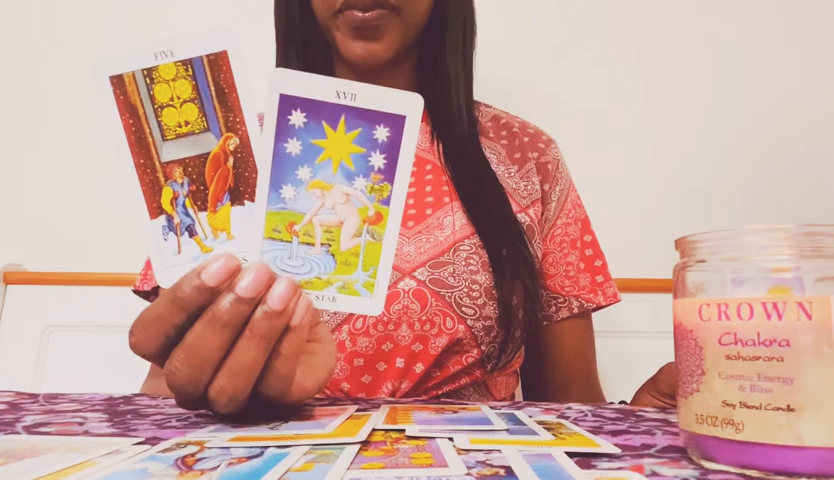 FIVE
XVII
STAR
CROWN
Chakra
sahasrara
Cosmic Energy
& Bliss
Soy Blend Candle
3.5 OZ (99g)